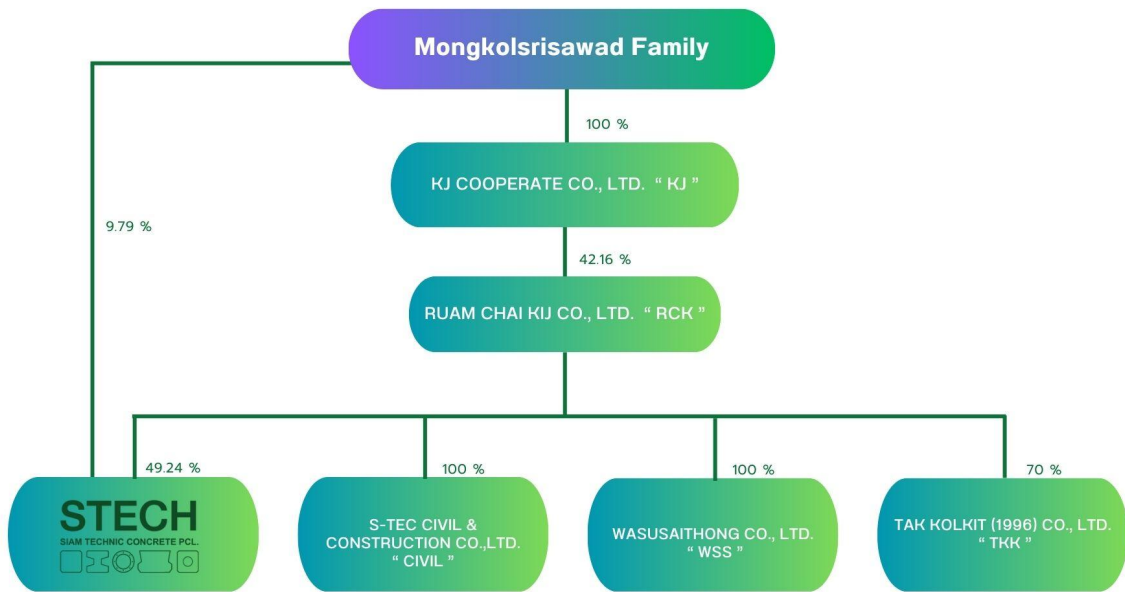 Mongkolsrisawad Family
100 %
KJ COOPERATE CO., LTD. “ KJ ”
9.79 %
42.16 %
RUAM CHAI KIJ CO., LTD. “ RCK ”
49.24 %
100 %
100 %
70 %
STECH
SIAM TECHNIC CONCRETE PCL.
S-TEC CIVIL &
CONSTRUCTION CO.,LTD.
“ CIVIL ”
WASUSAITHONG CO., LTD.
“ WSS ”
TAK KOLKIT (1996) CO., LTD.
“ TKK ”